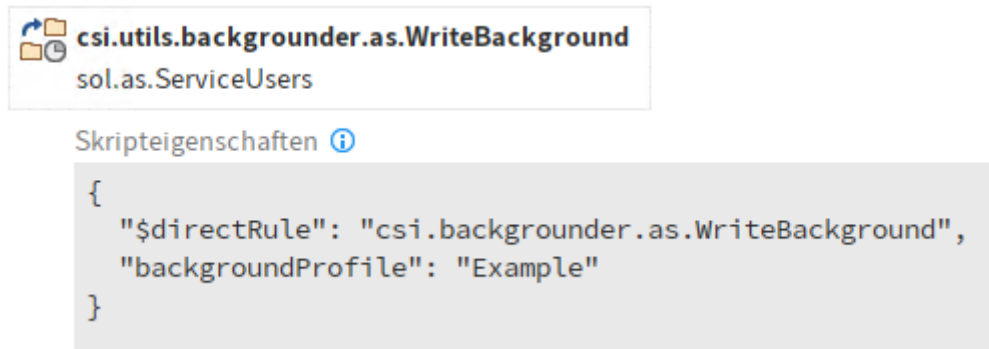 csi.utils.backgrounder.as.WriteBackground
sol.as.ServiceUsers
Skripteigenschaften
{
"$directRule": "csi.backgrounder.as.WriteBackground",
"backgroundProfile": "Example"
}